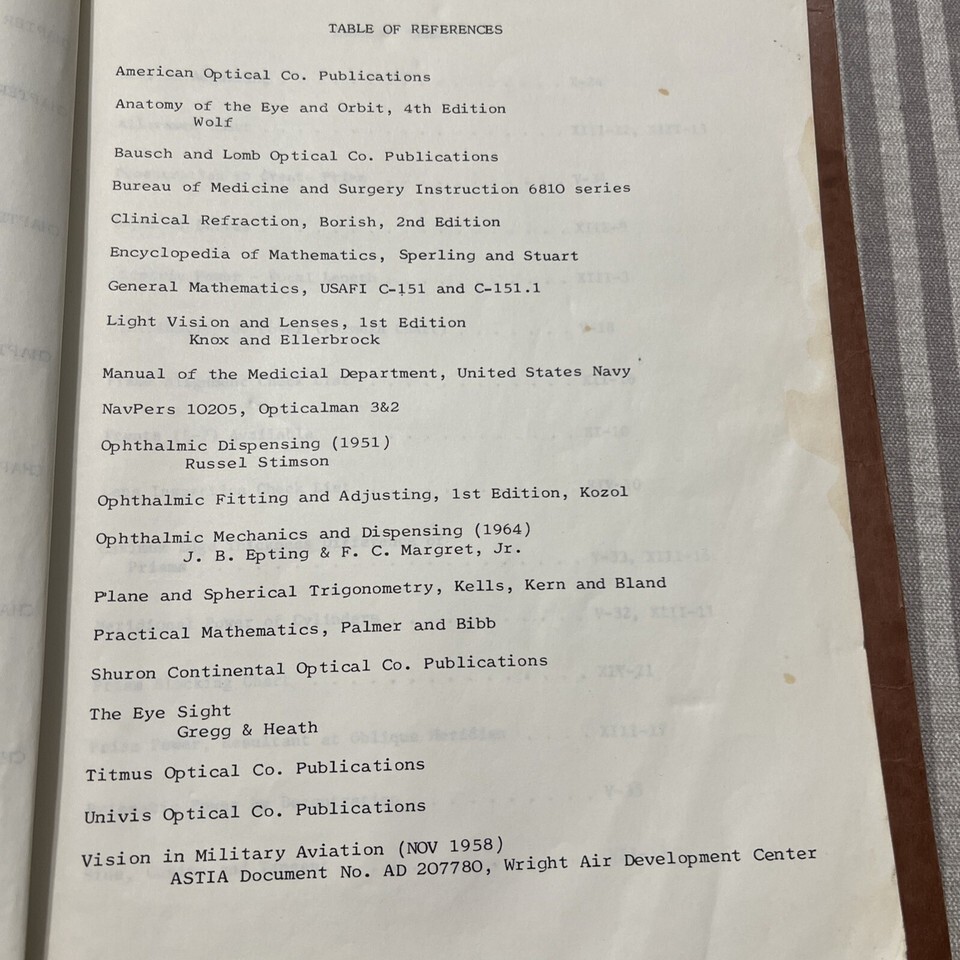 TABLE OF REFERENCES
American Optical Co. Publications
Anatomy of the Eye and Orbit, 4th Edition
Wolf
Bausch and Lomb Optical Co. Publications
Bureau of Medicine and Surgery Instruction 6810 series
Clinical Refraction, Borish, 2nd Edition
Encyclopedia of Mathematics, Sperling and Stuart
General Mathematics, USAFI C-151 and C-151.1
Light Vision and Lenses, 1st Edition
Knox and Ellerbrock
Manual of the Medicial Department, United States Navy
NavPers 10205, Opticalman 3&2
Ophthalmic Dispensing (1951)
Russel Stimson
Ophthalmic Fitting and Adjusting, 1st Edition, Kozol
Ophthalmic Mechanics and Dispensing (1964)
J. B. Epting & F. C. Margret, Jr.
Plane and Spherical Trigonometry, Kells, Kern and Bland
Practical Mathematics, Palmer and Bibb
Shuron Continental Optical Co. Publications
The Eye Sight
Gregg & Heath
Titmus Optical Co. Publications
Univis Optical Co. Publications
Vision in Military Aviation (NOV 1958)
ASTIA Document No. AD 207780, Wright Air Development Center